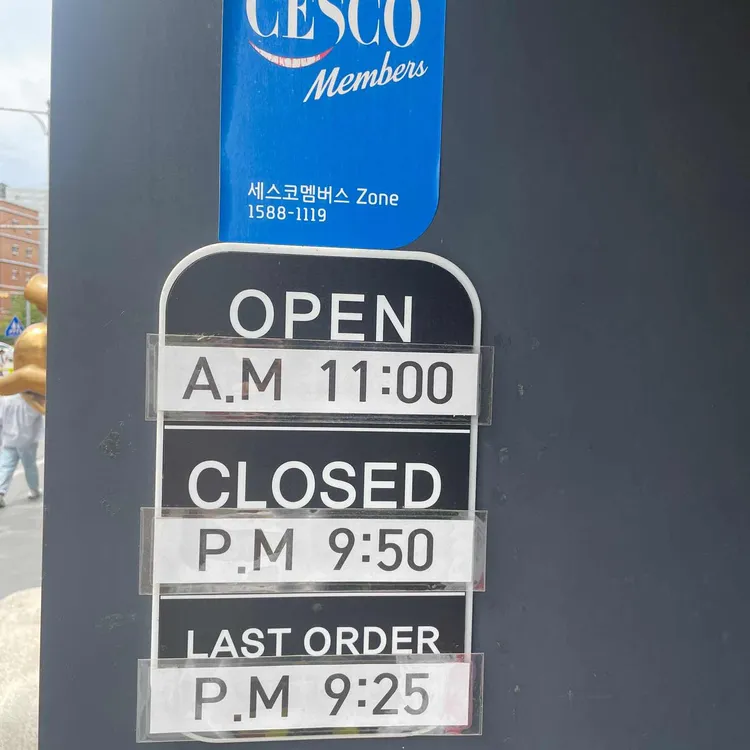 CESCO
Members
세스코멤버스 Zone
1588-1119
OPEN
A.M 11:00
CLOSED
P.M 9:50
LAST ORDER
P.M 9:25